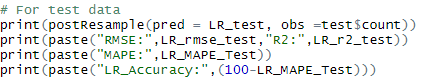 # For test data
print(postResample(pred = LR_test, obs =test$count))
print(paste("RMSE:",LR_rmse_test,"R2:",LR_r2_test))
print(paste("MAPE:",LR_MAPE_Test))
print(paste("LR_Accuracy:",(100-LR_MAPE_Test)))